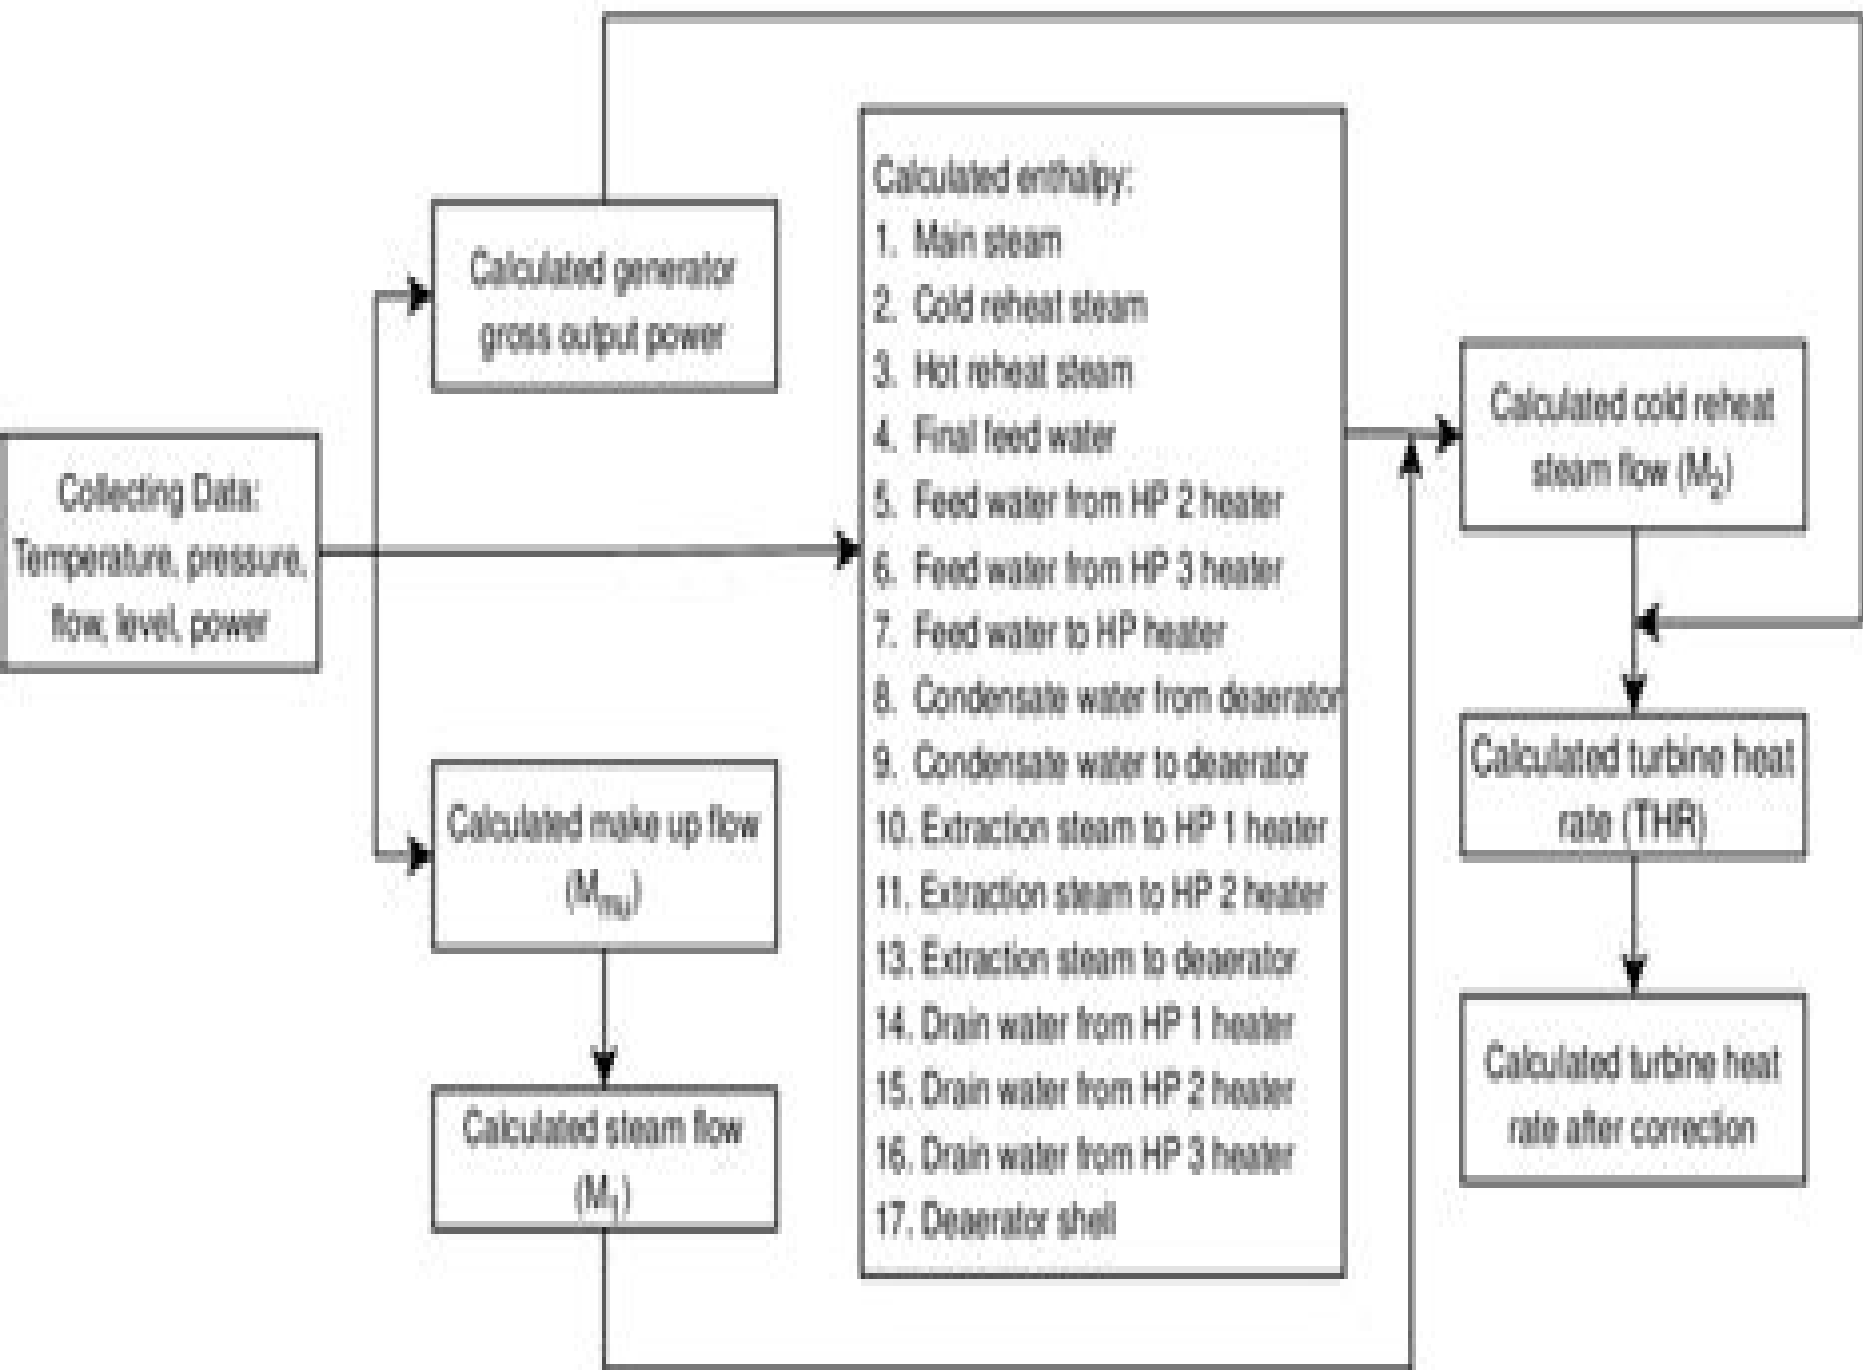 Collecting Data:
Temperature, pressure,
flow, level, power
Calculated generator
gross output power
Calculated make up flow
(Mmu)
Calculated steam flow
(M1)
Calculated enthalpy:
1. Main steam
2. Cold reheat steam
3. Hot reheat steam
4. Final feed water
5. Feed water from HP 2 heater
6. Feed water from HP 3 heater
7. Feed water to HP heater
8. Condensate water from deaerator
9. Condensate water to deaerator
10. Extraction steam to HP 1 heater
11. Extraction steam to HP 2 heater
13. Extraction steam to deaerator
14. Drain water from HP 1 heater
15. Drain water from HP 2 heater
16. Drain water from HP 3 heater
17. Deaerator shell
Calculated cold reheat
steam flow (M2)
Calculated turbine heat
rate (THR)
Calculated turbine heat
rate after correction